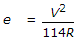 e = V²/114R